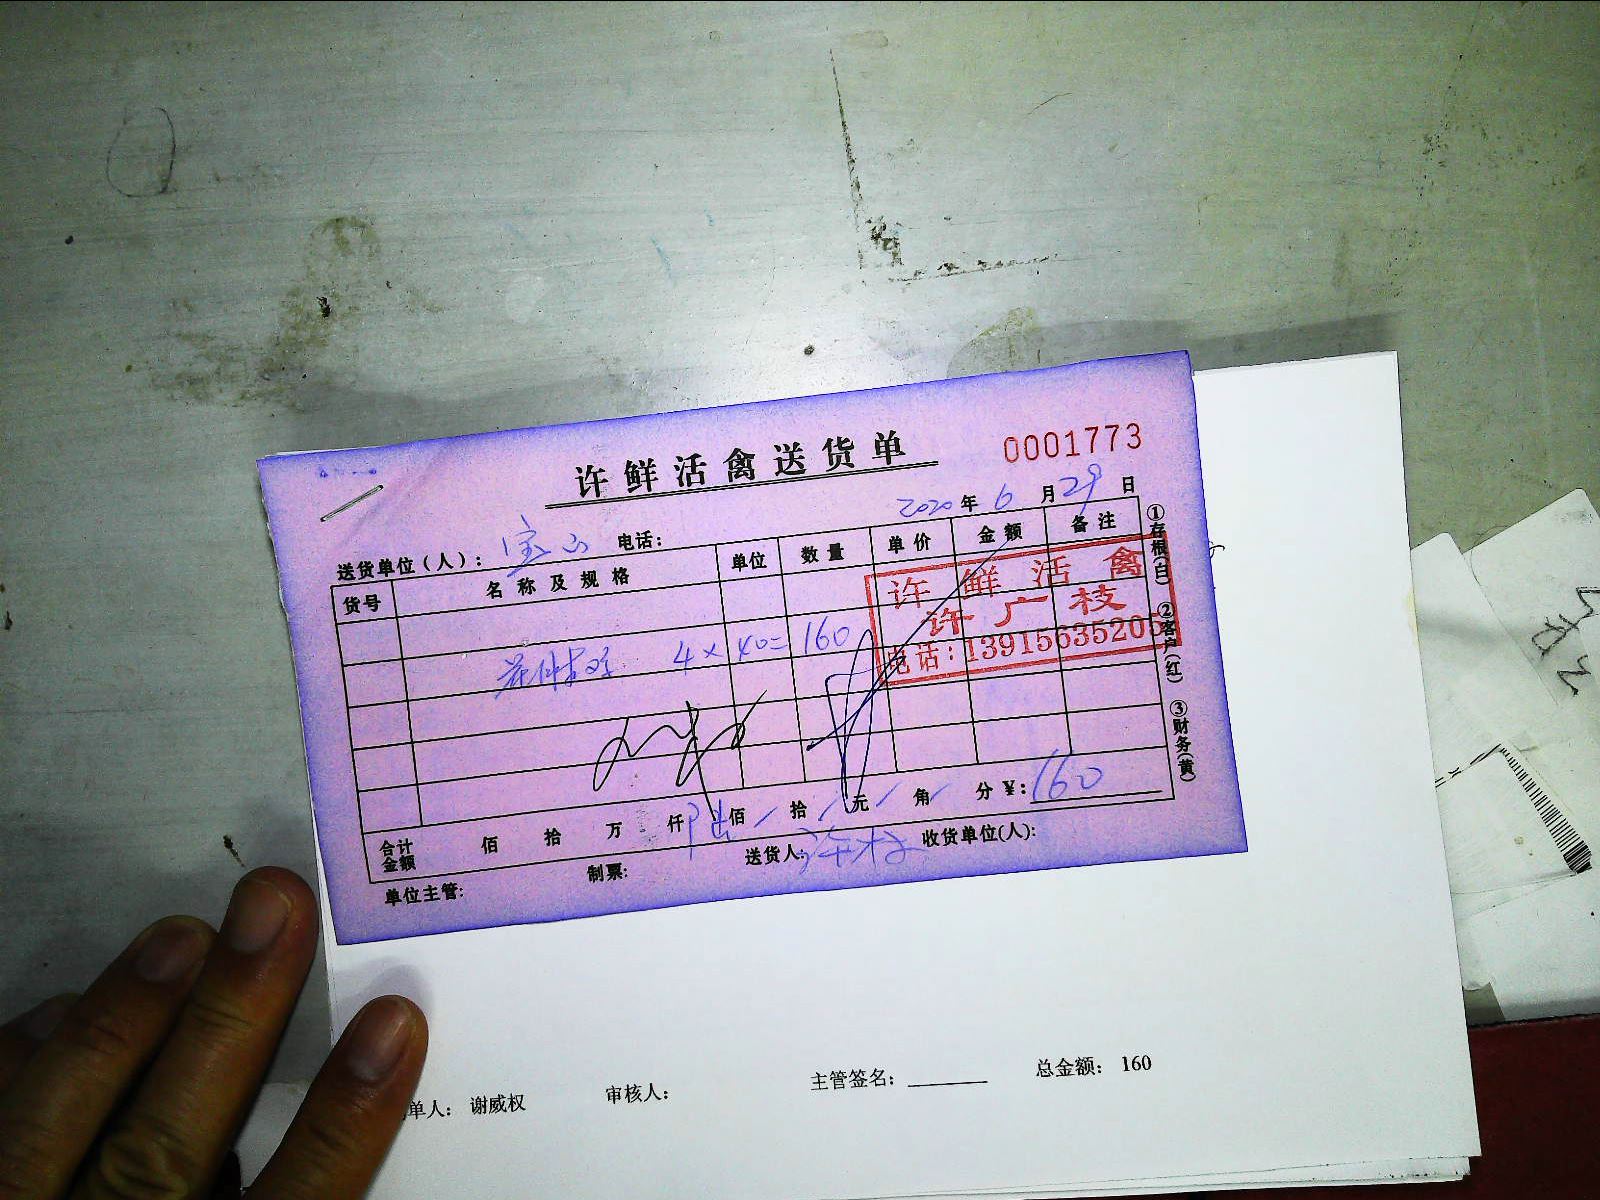 许鲜活禽送货单
0001773
2020年6月29日
送货单位(人): 宝山 电话:
货号 名称及规格 单位 数量 单价 金额 备注
4×40=160
许鲜活禽
许广枝
电话:1391563520
合计金额 佰 拾 万 仟 佰 拾 元 角 分 ¥:160
单位主管: 制票: 送货人: 收货单位(人):
①存根(白) ②客户(红) ③财务(黄)
单人: 谢威权 审核人: 主管签名: 总金额: 160